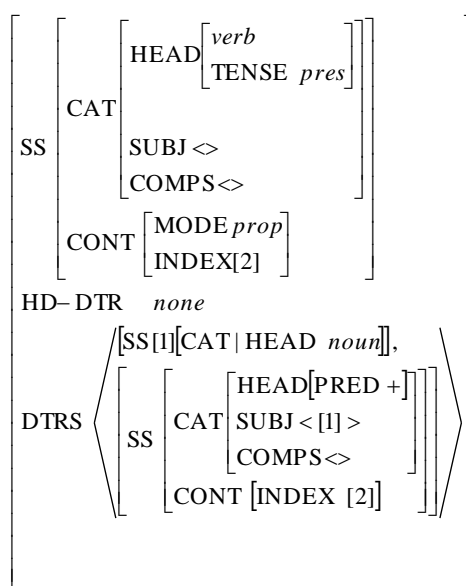 verb
HEAD TENSE pres
CAT
SUBJ <>
SS COMPS <>
MODE prop
CONT
INDEX[2]
HD– DTR none
[SS[1][CAT | HEAD noun]],
HEAD[PRED +]
DTRS SS CAT SUBJ < [1] >
COMPS <>
CONT [INDEX [2]]